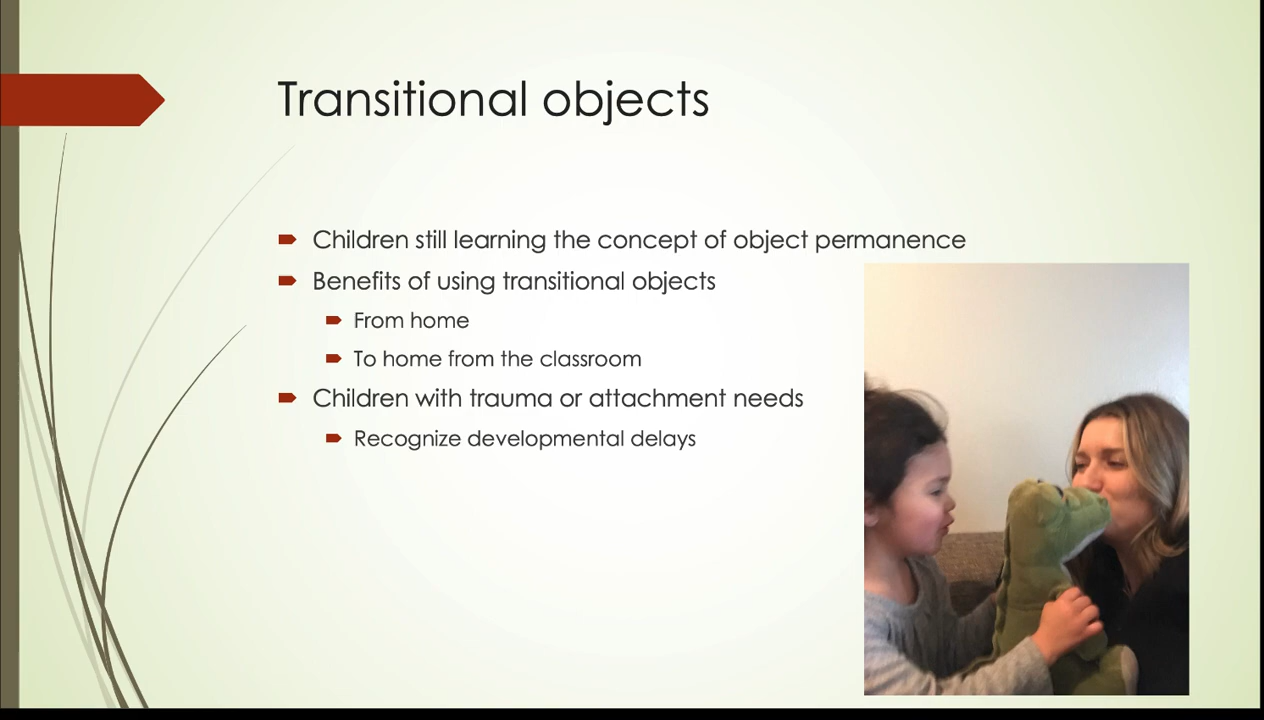 Transitional objects
Children still learning the concept of object permanence
Benefits of using transitional objects
From home
To home from the classroom
Children with trauma or attachment needs
Recognize developmental delays